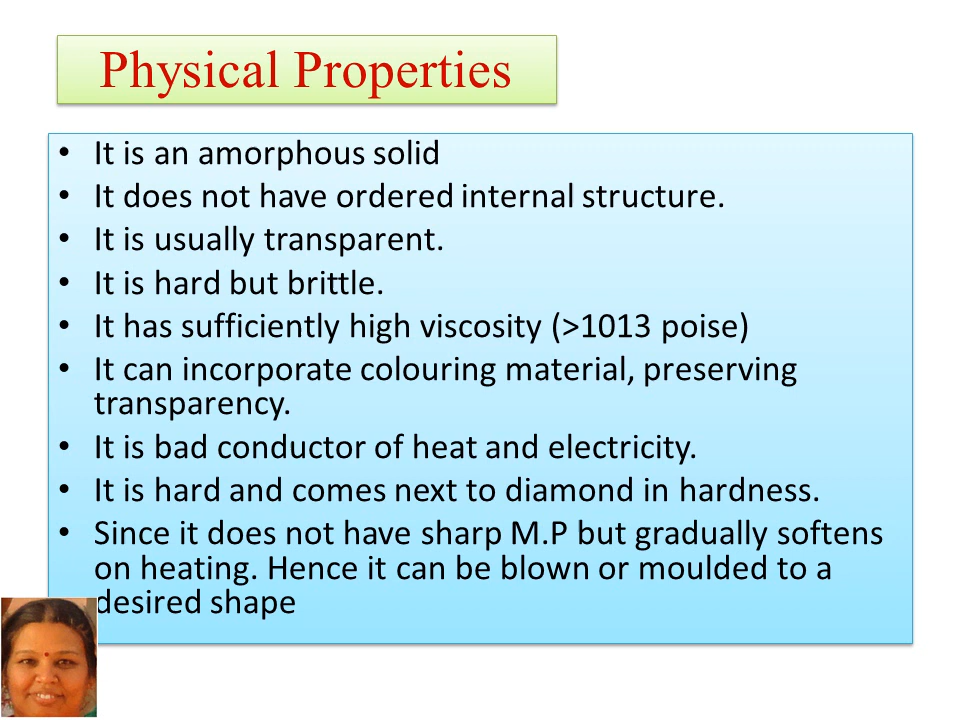 Physical Properties
• It is an amorphous solid
• It does not have ordered internal structure.
• It is usually transparent.
• It is hard but brittle.
• It has sufficiently high viscosity (>1013 poise)
• It can incorporate colouring material, preserving
transparency.
• It is bad conductor of heat and electricity.
• It is hard and comes next to diamond in hardness.
• Since it does not have sharp M.P but gradually softens
on heating. Hence it can be blown or moulded to a
desired shape